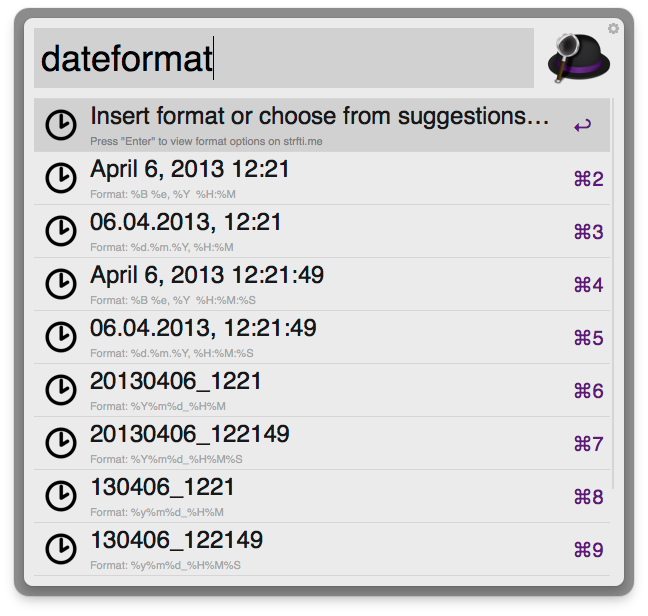 dateformat
Insert format or choose from suggestions...
Press "Enter" to view format options on strfti.me
April 6, 2013 12:21
⌘2
Format: %B %e, %Y  %H:%M
06.04.2013, 12:21
⌘3
Format: %d.%m.%Y, %H:%M
April 6, 2013 12:21:49
⌘4
Format: %B %e, %Y  %H:%M:%S
06.04.2013, 12:21:49
⌘5
Format: %d.%m.%Y, %H:%M:%S
20130406_1221
⌘6
Format: %Y%m%d_%H%M
20130406_122149
⌘7
Format: %Y%m%d_%H%M%S
130406_1221
⌘8
Format: %y%m%d_%H%M
130406_122149
⌘9
Format: %y%m%d_%H%M%S